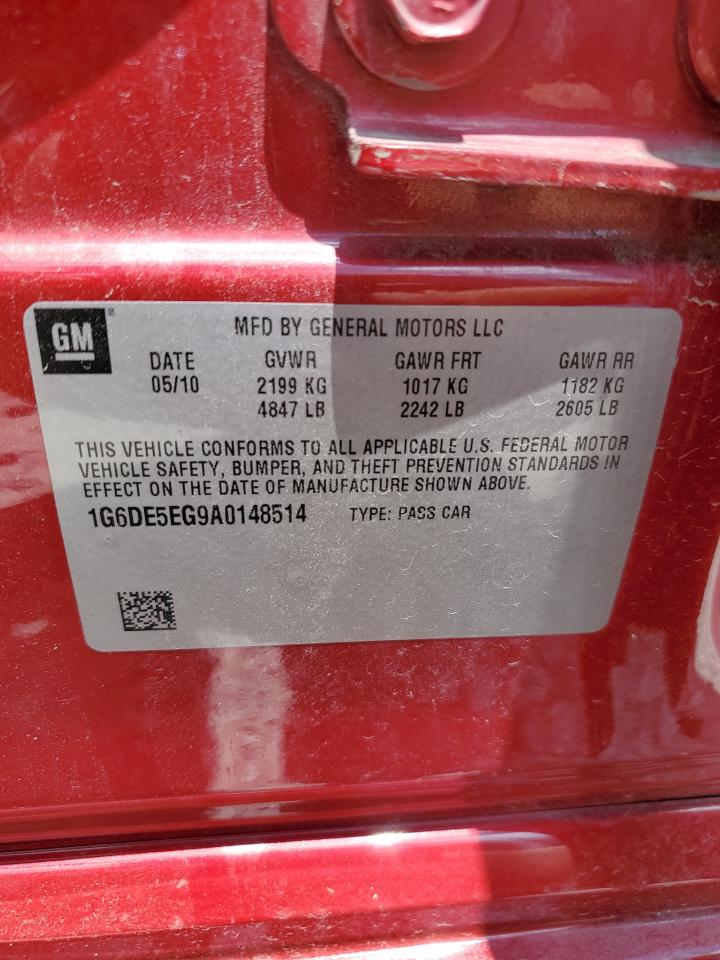 GM®
MFD BY GENERAL MOTORS LLC
DATE GVWR GAWR FRT GAWR RR
05/10 2199 KG 1017 KG 1182 KG
4847 LB 2242 LB 2605 LB
THIS VEHICLE CONFORMS TO ALL APPLICABLE U.S. FEDERAL MOTOR
VEHICLE SAFETY, BUMPER, AND THEFT PREVENTION STANDARDS IN
EFFECT ON THE DATE OF MANUFACTURE SHOWN ABOVE.
1G6DE5EG9A0148514 TYPE: PASS CAR